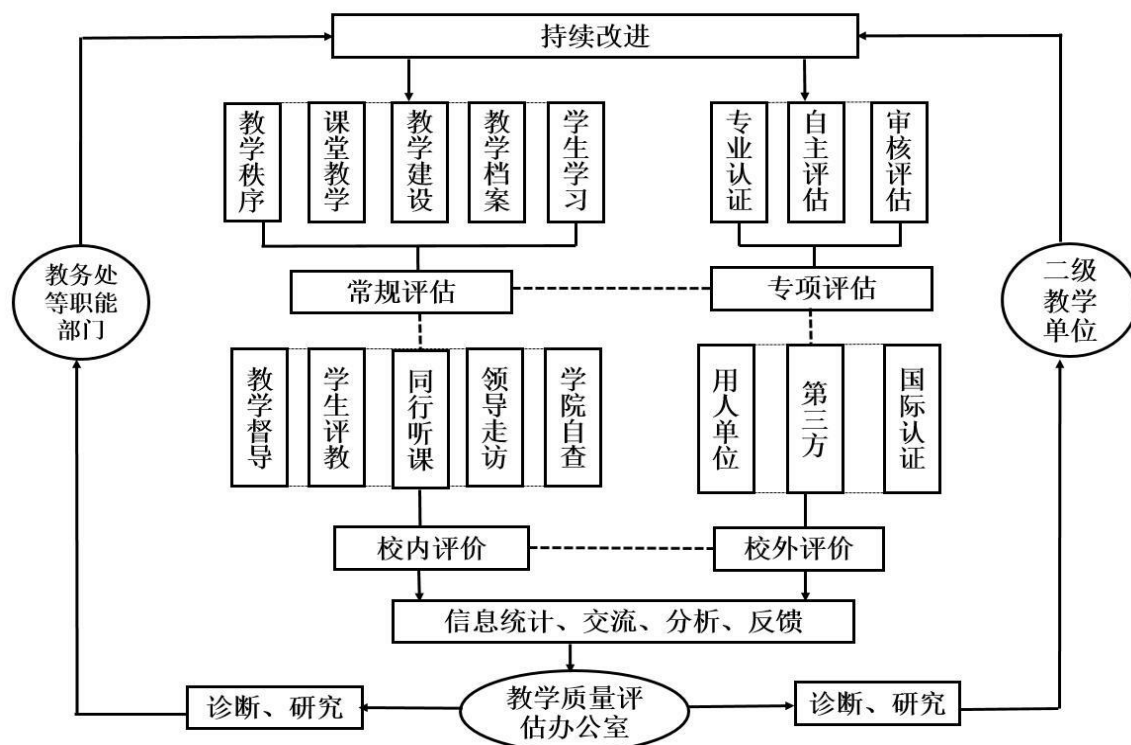 持续改进
教学秩序
课堂教学
教学建设
教学档案
学生学习
专业认证
自主评估
审核评估
教务处
等职能
部门
二级
教学
单位
常规评估
专项评估
教学督导
学生评教
同行听课
领导走访
学院自查
用人单位
第三方
国际认证
校内评价
校外评价
信息统计、交流、分析、反馈
诊断、研究
教学质量评
估办公室
诊断、研究